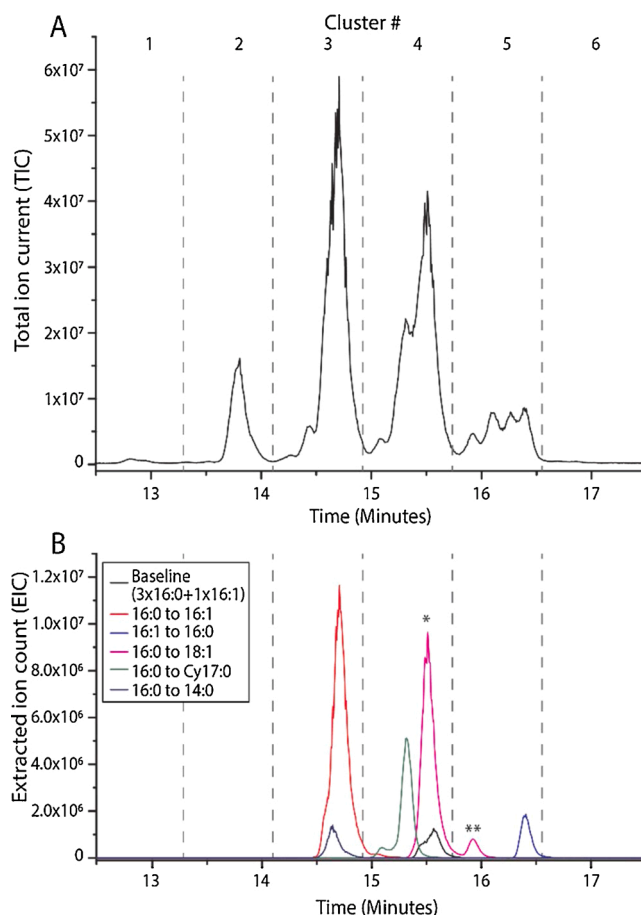 A
Cluster #
1 2 3 4 5 6
Total ion current (TIC)
6x10⁷
5x10⁷
4x10⁷
3x10⁷
2x10⁷
1x10⁷
0
13 14 15 16 17
Time (Minutes)
B
Extracted ion count (EIC)
1.2x10⁷
1.0x10⁷
8.0x10⁶
6.0x10⁶
4.0x10⁶
2.0x10⁶
0
Baseline
(3x16:0+1x16:1)
16:0 to 16:1
16:1 to 16:0
16:0 to 18:1
16:0 to Cy17:0
16:0 to 14:0
*
**
13 14 15 16 17
Time (Minutes)